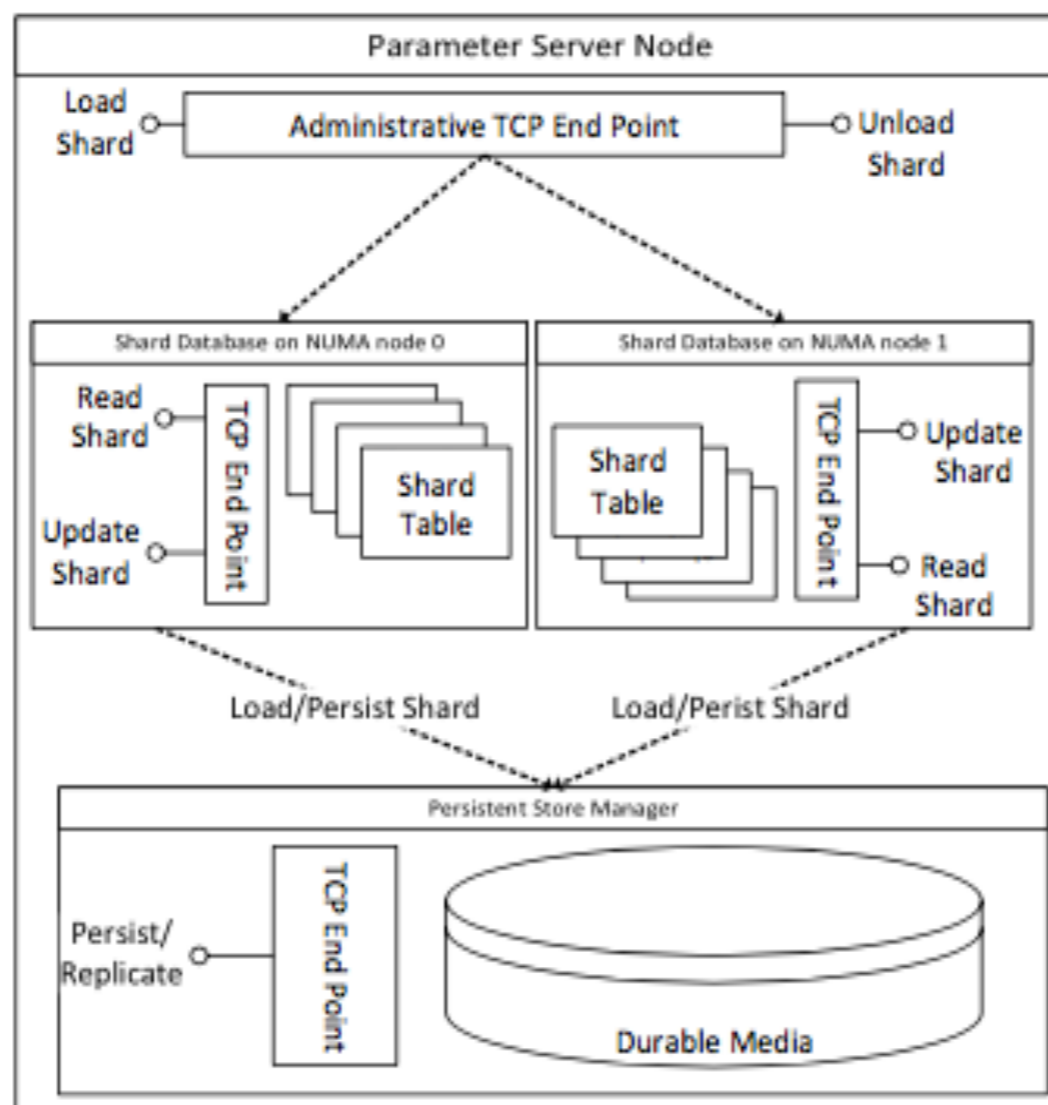 Parameter Server Node
Load
Shard
Administrative TCP End Point
Unload
Shard
Shard Database on NUMA node 0
Read
Shard
Update
Shard
TCP End Point
Shard
Table
Shard Database on NUMA node 1
Shard
Table
TCP End Point
Update
Shard
Read
Shard
Load/Persist Shard
Load/Perist Shard
Persistent Store Manager
Persist/
Replicate
TCP End Point
Durable Media